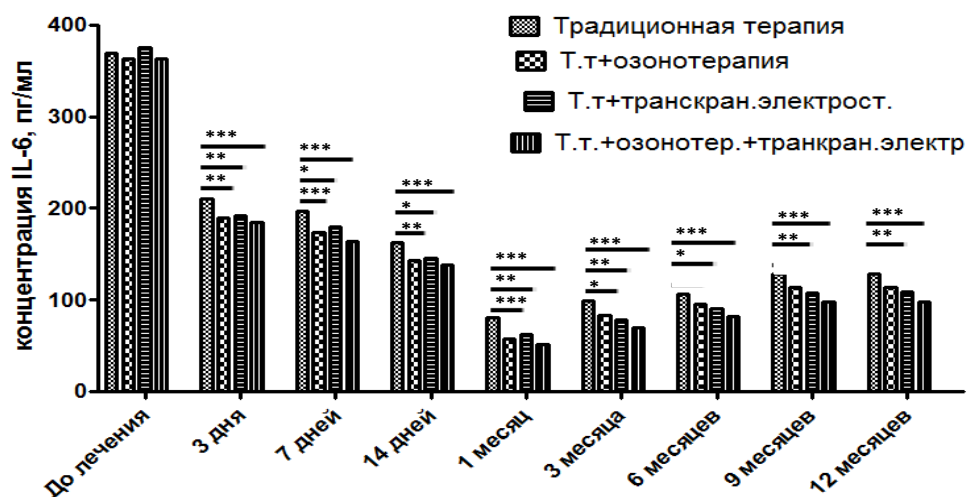 концентрация IL-6, пг/мл
400
300
200
100
0
Традиционная терапия
Т.т+озонотерапия
Т.т+транскран.электрост.
Т.т.+озонотер.+транкран.электр
***
**
**
***
*
***
***
*
**
***
**
***
***
**
*
***
*
***
**
***
**
До лечения
3 дня
7 дней
14 дней
1 месяц
3 месяца
6 месяцев
9 месяцев
12 месяцев